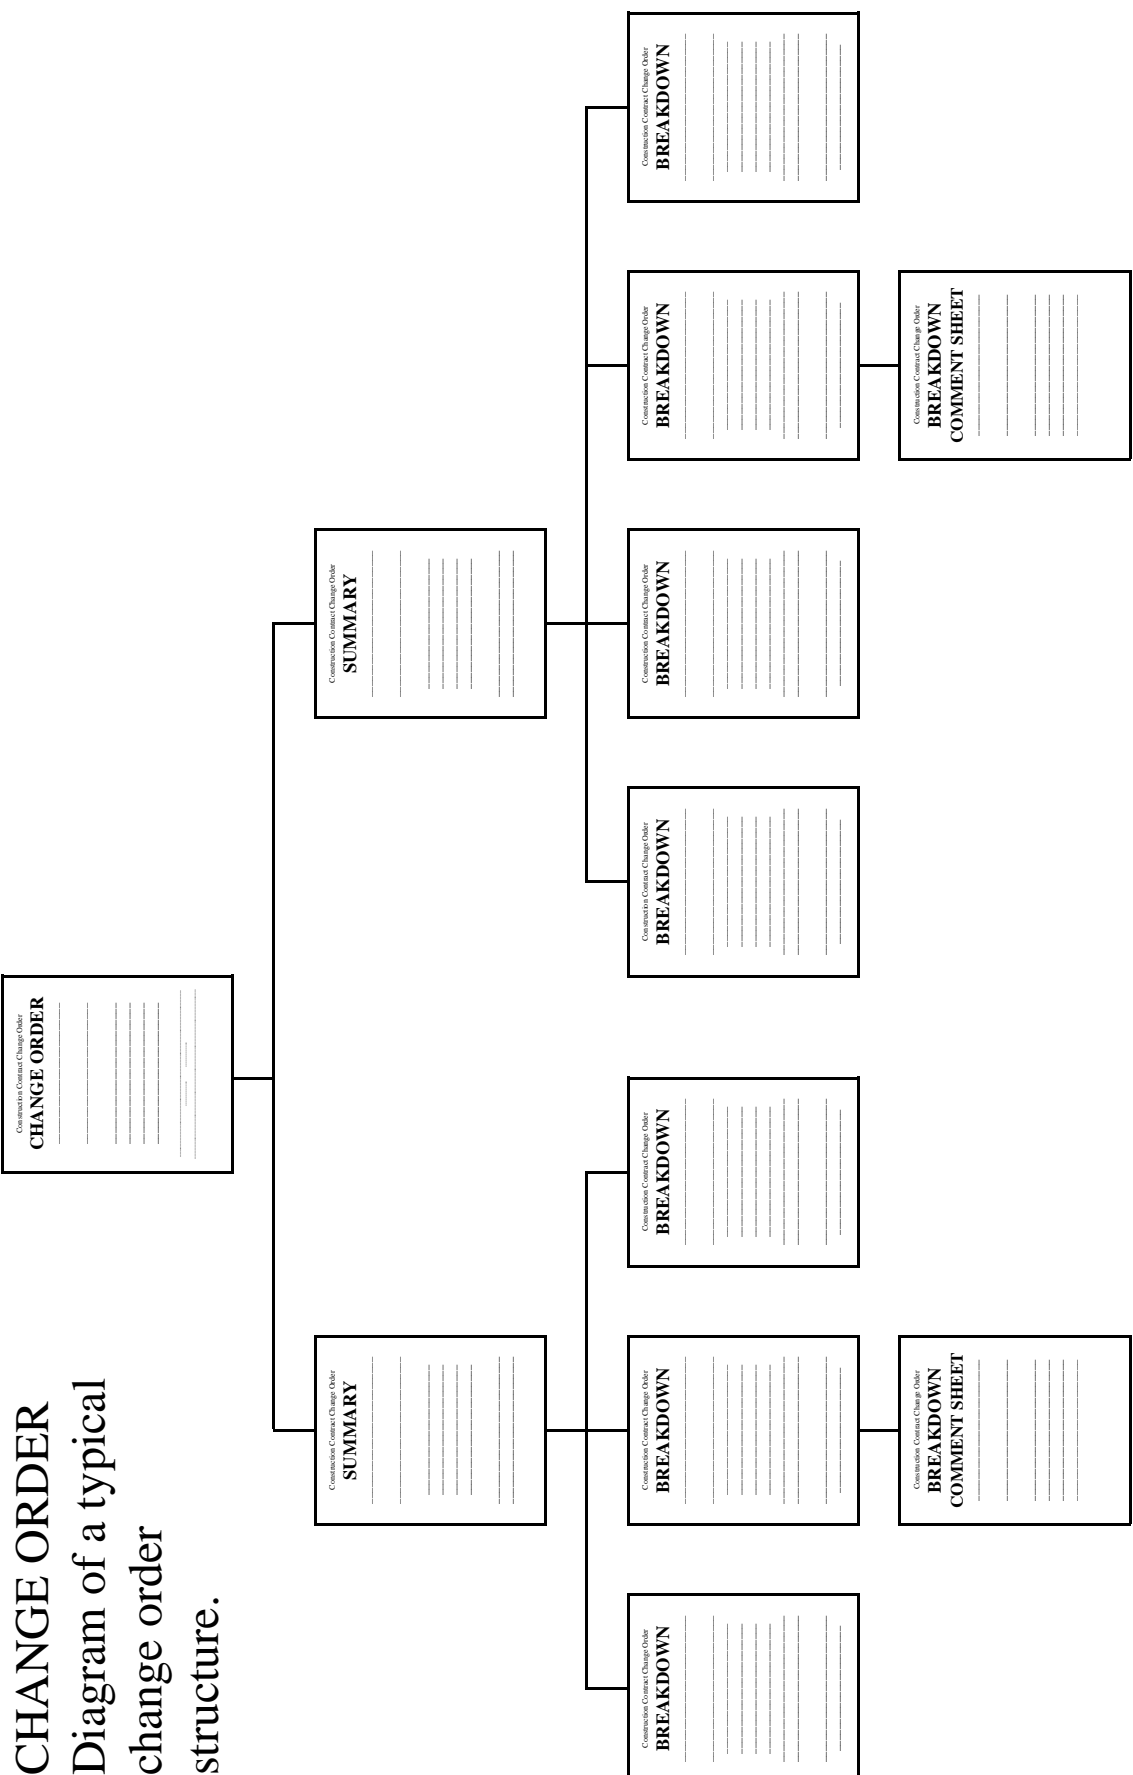 CHANGE ORDER
Diagram of a typical
change order
structure.
Construction Contract Change Order
CHANGE ORDER
Construction Contract Change Order
SUMMARY
Construction Contract Change Order
SUMMARY
Construction Contract Change Order
BREAKDOWN
Construction Contract Change Order
BREAKDOWN
Construction Contract Change Order
BREAKDOWN
Construction Contract Change Order
BREAKDOWN
Construction Contract Change Order
BREAKDOWN
Construction Contract Change Order
BREAKDOWN
Construction Contract Change Order
BREAKDOWN
Construction Contract Change Order
BREAKDOWN
COMMENT SHEET
Construction Contract Change Order
BREAKDOWN
COMMENT SHEET